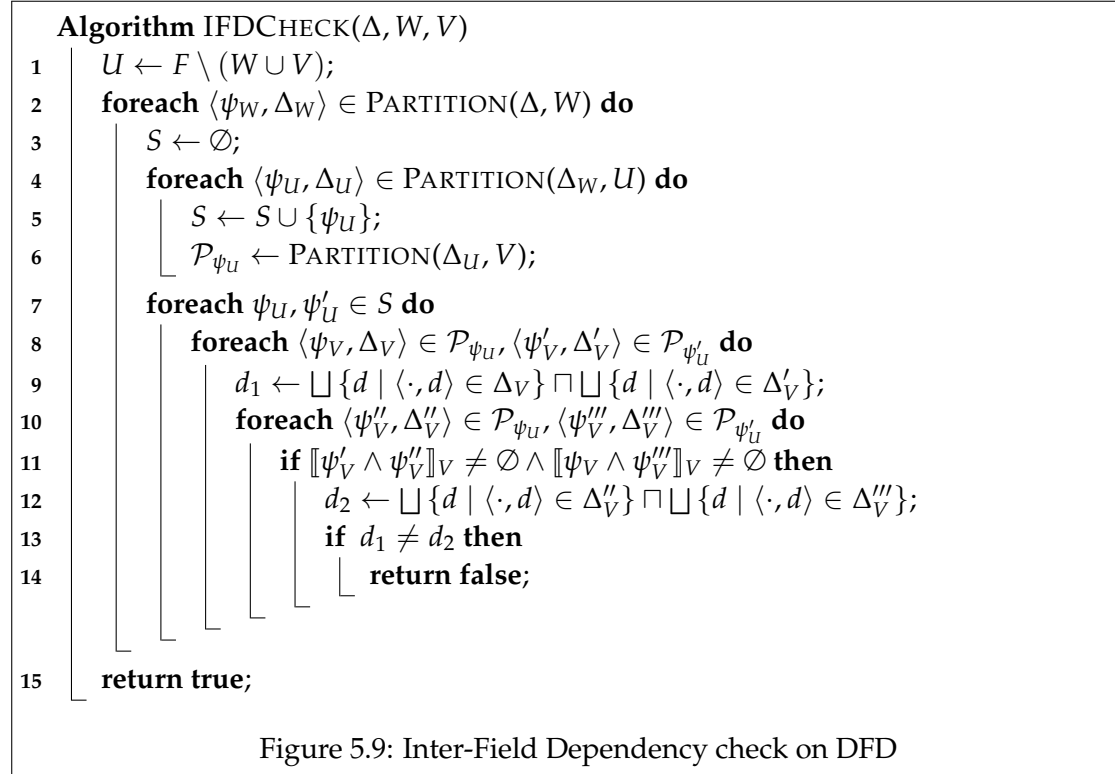 Algorithm IFDCHECK(Δ, W, V)
1 U ← F \ (W ∪ V);
2 foreach ⟨ψ_W, Δ_W⟩ ∈ PARTITION(Δ, W) do
3 S ← ∅;
4 foreach ⟨ψ_U, Δ_U⟩ ∈ PARTITION(Δ_W, U) do
5 S ← S ∪ {ψ_U};
6 𝒫_{ψ_U} ← PARTITION(Δ_U, V);
7 foreach ψ_U, ψ′_U ∈ S do
8 foreach ⟨ψ_V, Δ_V⟩ ∈ 𝒫_{ψ_U}, ⟨ψ′_V, Δ′_V⟩ ∈ 𝒫_{ψ′_U} do
9 d₁ ← ⨆ {d | ⟨·, d⟩ ∈ Δ_V} ⊓ ⨆ {d | ⟨·, d⟩ ∈ Δ′_V};
10 foreach ⟨ψ″_V, Δ″_V⟩ ∈ 𝒫_{ψ_U}, ⟨ψ‴_V, Δ‴_V⟩ ∈ 𝒫_{ψ′_U} do
11 if ⟦ψ′_V ∧ ψ″_V⟧_V ≠ ∅ ∧ ⟦ψ_V ∧ ψ‴_V⟧_V ≠ ∅ then
12 d₂ ← ⨆ {d | ⟨·, d⟩ ∈ Δ″_V} ⊓ ⨆ {d | ⟨·, d⟩ ∈ Δ‴_V};
13 if d₁ ≠ d₂ then
14 return false;
15 return true;
Figure 5.9: Inter-Field Dependency check on DFD